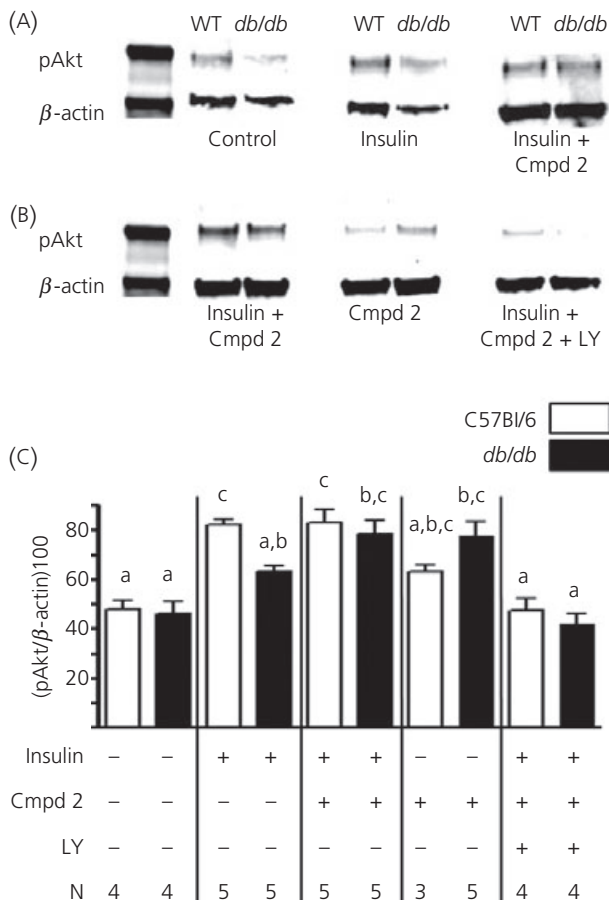 (A)
WT db/db WT db/db WT db/db
pAkt
β-actin
Control Insulin Insulin +
Cmpd 2
(B)
pAkt
β-actin
Insulin + Cmpd 2 Insulin +
Cmpd 2 Cmpd 2 + LY
C57Bl/6
db/db
(C)
(pAkt/β-actin)100
80
60
40
20
a a c a,b c b,c a,b,c b,c a a
Insulin – – + + + + – – + +
Cmpd 2 – – – – + + + + + +
LY – – – – – – – – + +
N 4 4 5 5 5 5 3 5 4 4